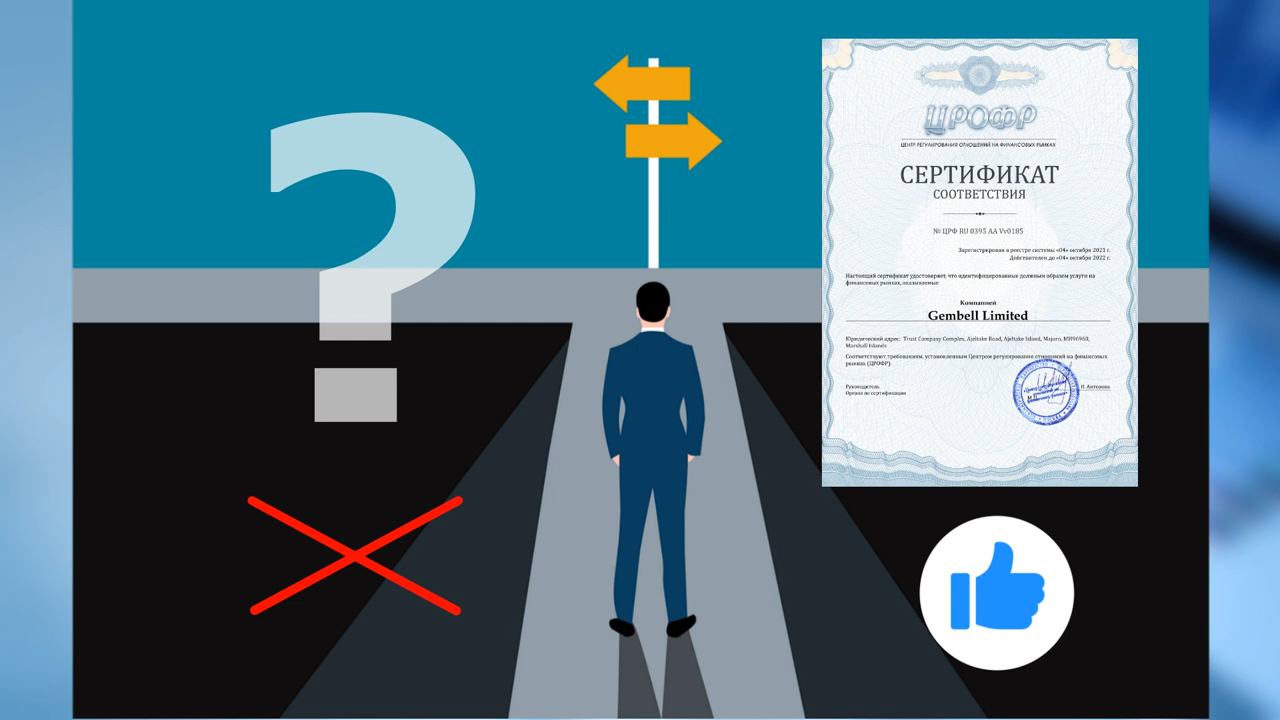 ?
ЦРОФР
ЦЕНТР РЕГУЛИРОВАНИЯ ОТНОШЕНИЙ НА ФИНАНСОВЫХ РЫНКАХ
СЕРТИФИКАТ
СООТВЕТСТВИЯ
№ ЦРФ RU 0395 AA Vv0185
Зарегистрирован в реестре системы «04» октября 2021 г.
Действителен до «04» октября 2022 г.
Настоящий сертификат удостоверяет, что идентифицированные должным образом услуги на
финансовых рынках, оказываемые
Компанией
Gembell Limited
Юридический адрес: Trust Company Complex, Ajeltake Road, Ajeltake Island, Majuro, MH96960,
Marshall Islands
Соответствуют требованиям, установленным Центром регулирования отношений на финансовых
рынках (ЦРОФР).
Руководитель
Органа по сертификации
М.П.
Н. Антонова